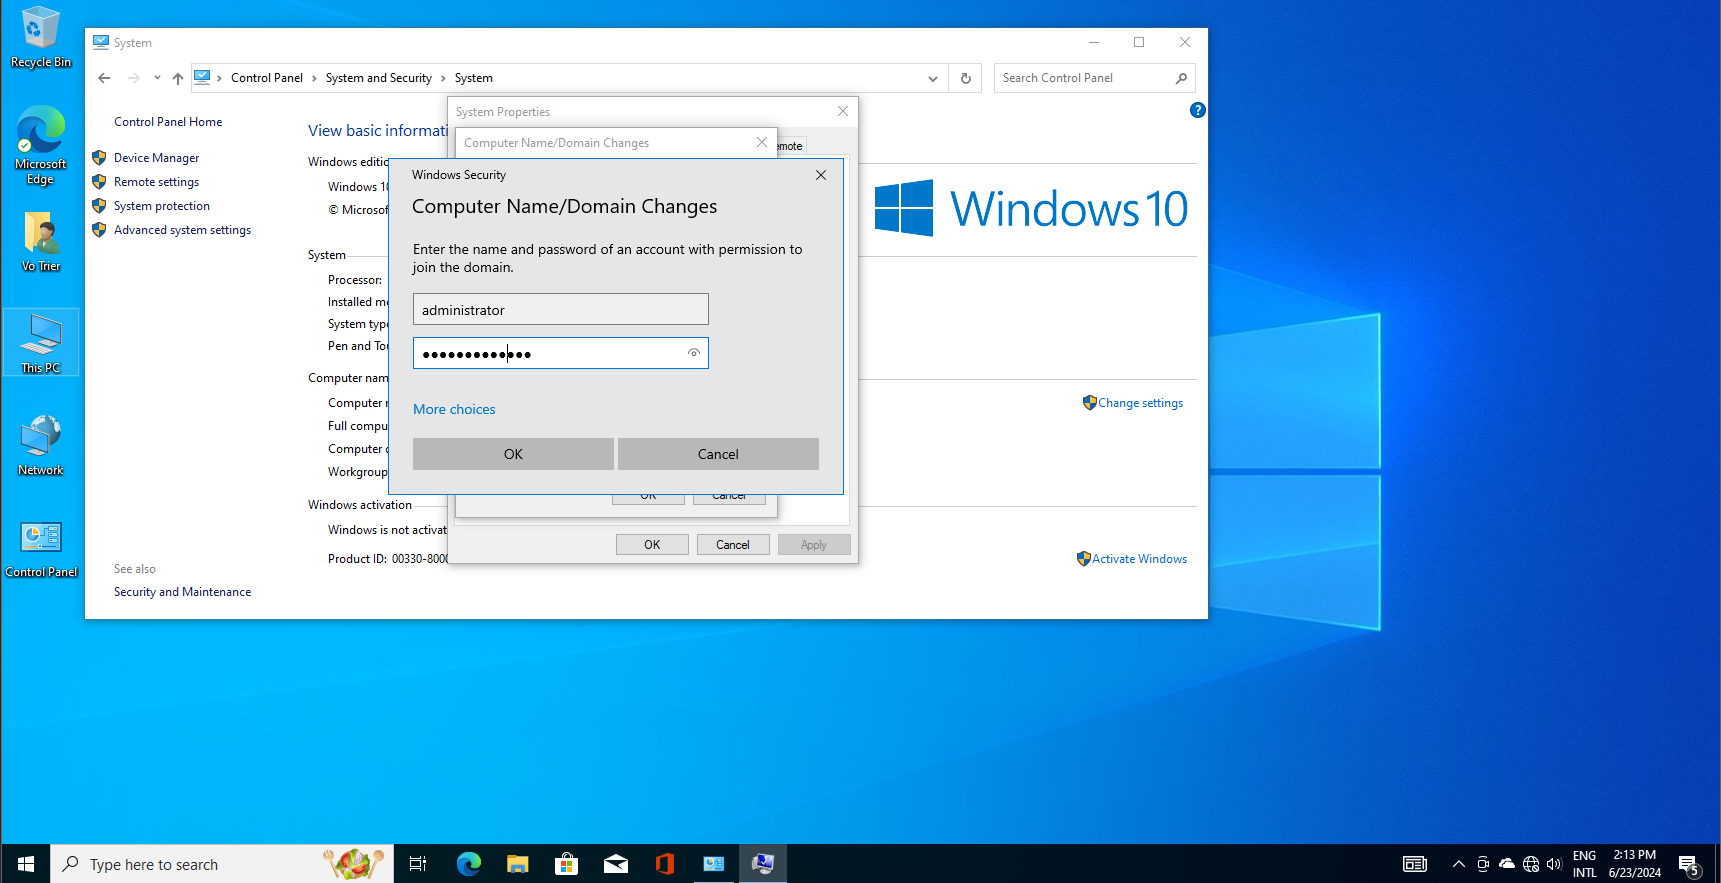 Recycle Bin
Microsoft
Edge
Vo Trier
This PC
Network
Control Panel
System
Control Panel
System and Security
System
Search Control Panel
Control Panel Home
Device Manager
Remote settings
System protection
Advanced system settings
See also
Security and Maintenance
View basic informati
Windows editio
Windows 10
© Microsof
Windows 10
System
Processor:
Installed me
System type
Pen and Tou
Computer nam
Computer n
Full compu
Computer d
Workgroup
Change settings
Windows activation
Windows is not activat
Product ID: 00330-8000
Activate Windows
System Properties
Computer Name/Domain Changes
emote
Windows Security
Computer Name/Domain Changes
Enter the name and password of an account with permission to
join the domain.
administrator
More choices
OK
Cancel
OK
Cancel
OK
Cancel
Apply
Type here to search
ENG
INTL
2:13 PM
6/23/2024
5